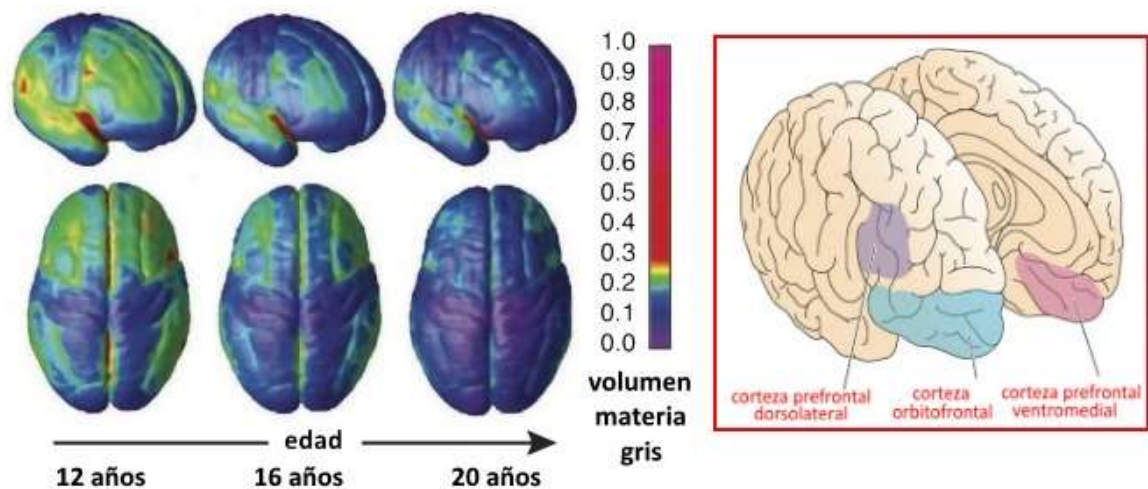 1.0
0.9
0.8
0.7
0.6
0.5
0.4
0.3
0.2
0.1
0.0
volumen
materia
gris
edad
12 años
16 años
20 años
corteza prefrontal
dorsolateral
corteza
orbitofrontal
corteza prefrontal
ventromedial